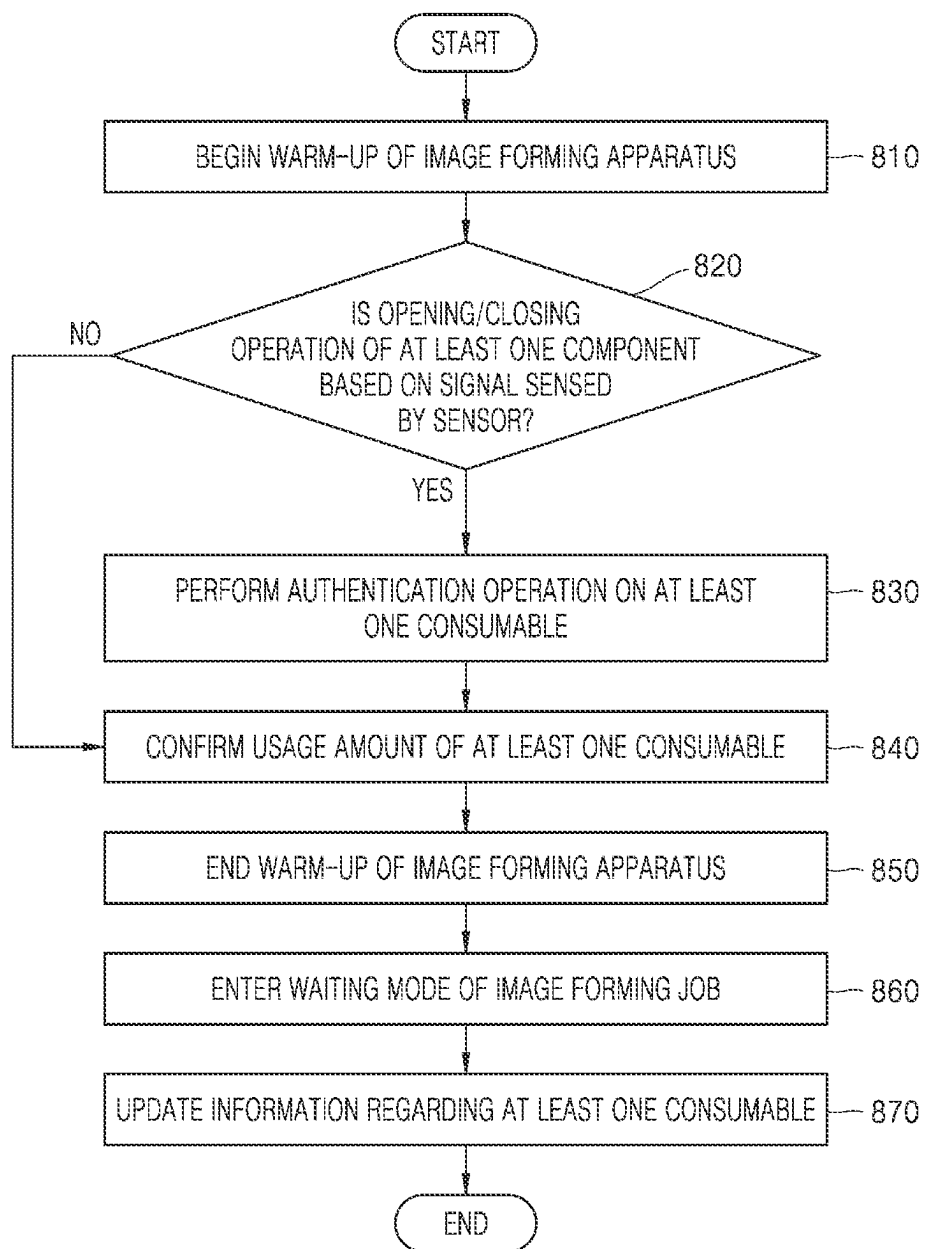 START
BEGIN WARM-UP OF IMAGE FORMING APPARATUS
810
820
IS OPENING/CLOSING
OPERATION OF AT LEAST ONE COMPONENT
BASED ON SIGNAL SENSED
BY SENSOR?
NO
YES
PERFORM AUTHENTICATION OPERATION ON AT LEAST
ONE CONSUMABLE
830
CONFIRM USAGE AMOUNT OF AT LEAST ONE CONSUMABLE
840
END WARM-UP OF IMAGE FORMING APPARATUS
850
ENTER WAITING MODE OF IMAGE FORMING JOB
860
UPDATE INFORMATION REGARDING AT LEAST ONE CONSUMABLE
870
END